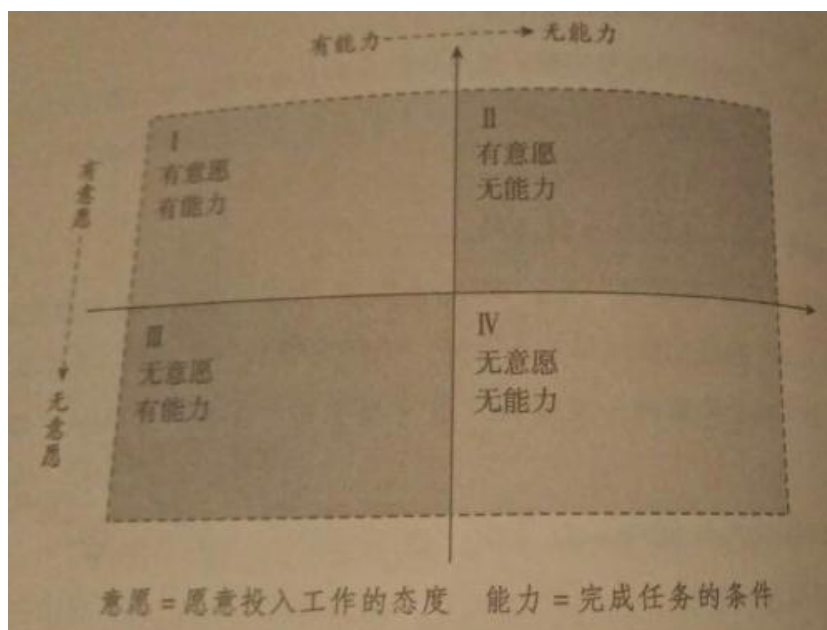 有能力 无能力
有意愿
无意愿
Ⅰ
有意愿
有能力
Ⅱ
有意愿
无能力
Ⅲ
无意愿
有能力
Ⅳ
无意愿
无能力
意愿=愿意投入工作的态度 能力=完成任务的条件